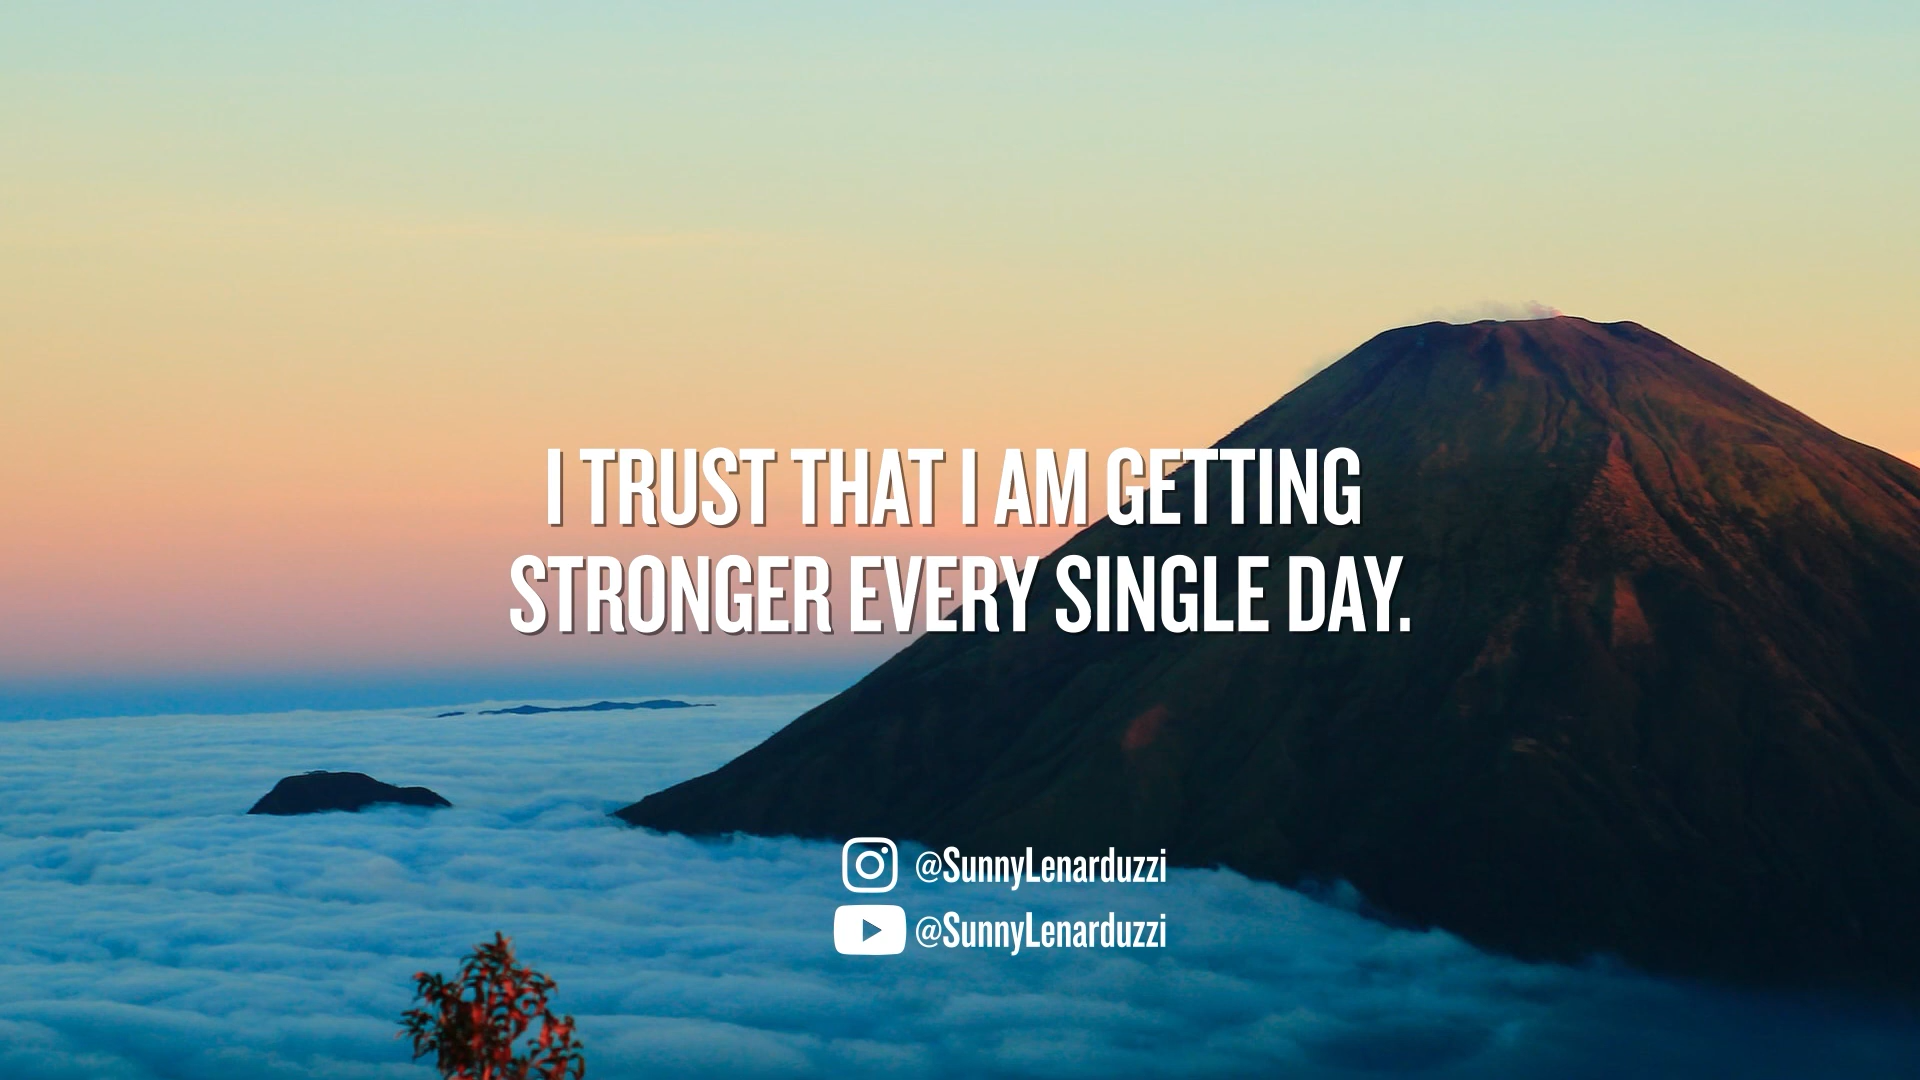 I TRUST THAT I AM GETTING
STRONGER EVERY SINGLE DAY.
@SunnyLenarduzzi
@SunnyLenarduzzi